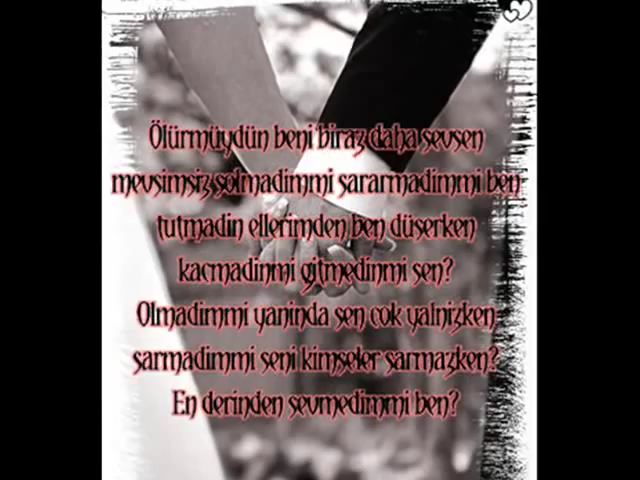 Ölürmüydün beni biraz daha sevsen
mevsimsiz solmadimmi sararmadimmi ben
tutmadin ellerimden ben düserken
kacmadinmi gitmedinmi sen?
Olmadimmi yaninda sen cok yalnizken
sarmadimmi seni kimseler sarmazken?
En derinden sevmedimmi ben?